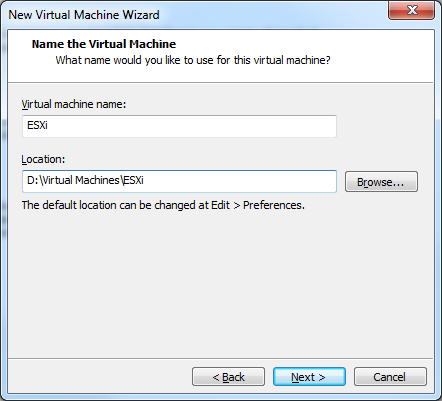 New Virtual Machine Wizard
Name the Virtual Machine
What name would you like to use for this virtual machine?
Virtual machine name:
ESXi
Location:
D:\Virtual Machines\ESXi
Browse...
The default location can be changed at Edit > Preferences.
< Back
Next >
Cancel